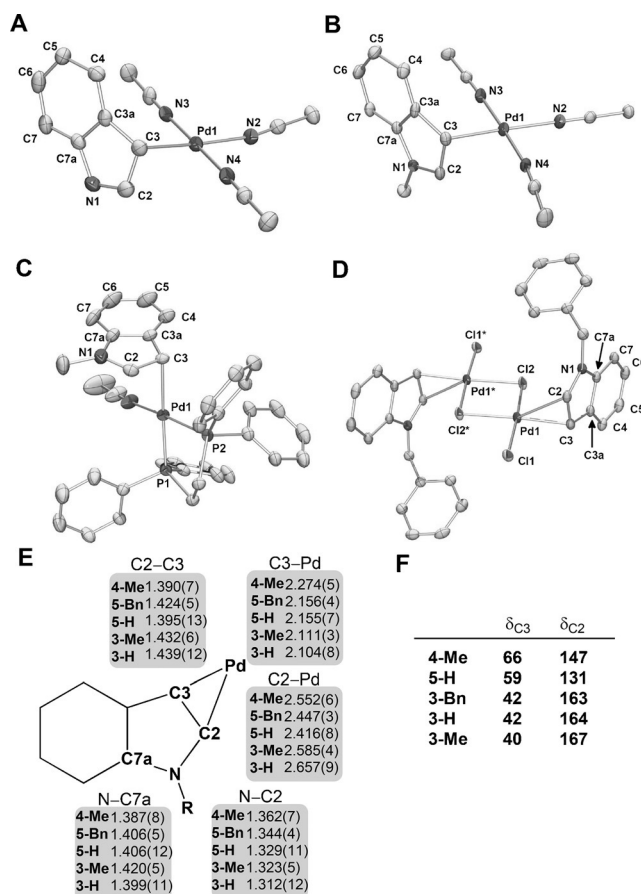 A
C5
C4
C6
C3a
C7
C3
C7a
N1
C2
N3
Pd1
N2
N4
B
C5
C4
C6
C3a
C7
C3
C7a
N1
C2
N3
Pd1
N2
N4
C
C6
C5
C7
C4
C7a
C3a
N1
C2
C3
Pd1
P2
P1
D
Cl1*
C7a
N1
C7
Cl2
C2
Pd1*
C5
Cl2*
Pd1
C3
C4
Cl1
C3a
E
C2–C3
4-Me 1.390(7)
5-Bn 1.424(5)
5-H 1.395(13)
3-Me 1.432(6)
3-H 1.439(12)
C3–Pd
4-Me 2.274(5)
5-Bn 2.156(4)
5-H 2.155(7)
3-Me 2.111(3)
3-H 2.104(8)
Pd
C3
C2
C7a
N
R
C2–Pd
4-Me 2.552(6)
5-Bn 2.447(3)
5-H 2.416(8)
3-Me 2.585(4)
3-H 2.657(9)
N–C7a
4-Me 1.387(8)
5-Bn 1.406(5)
5-H 1.406(12)
3-Me 1.420(5)
3-H 1.399(11)
N–C2
4-Me 1.362(7)
5-Bn 1.344(4)
5-H 1.329(11)
3-Me 1.323(5)
3-H 1.312(12)
F
δC3 δC2
4-Me 66 147
5-H 59 131
3-Bn 42 163
3-H 42 164
3-Me 40 167